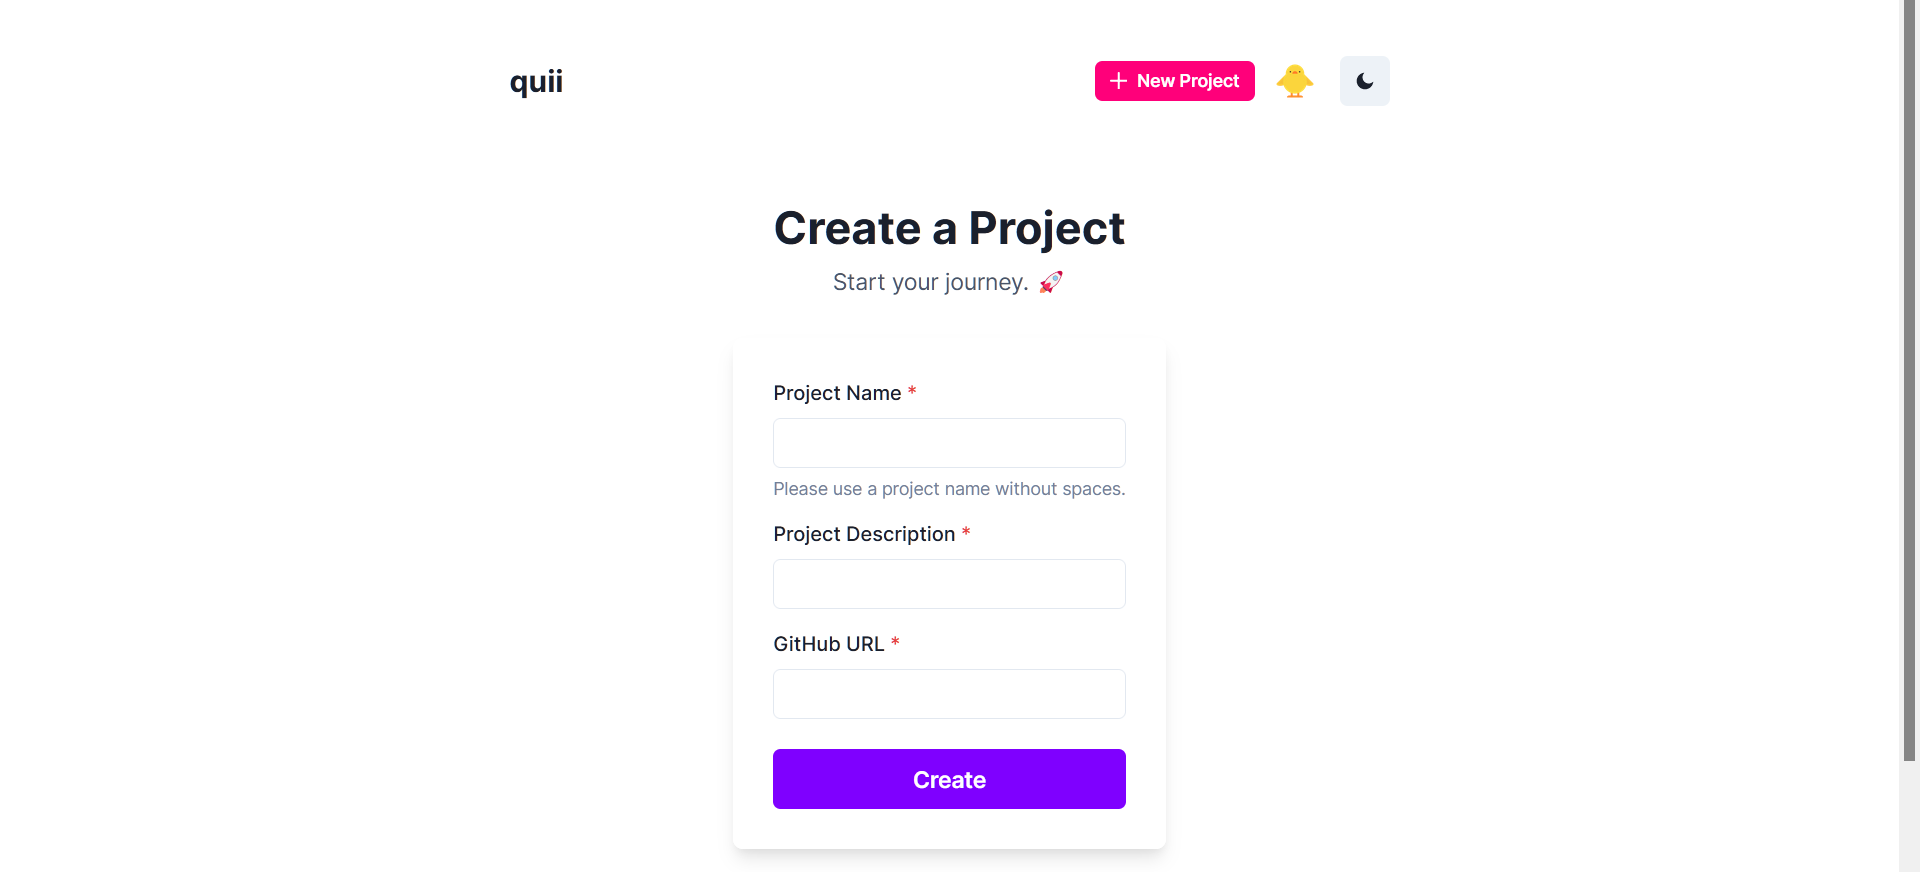 quii
New Project
Create a Project
Start your journey. 🚀
Project Name *
Please use a project name without spaces.
Project Description *
GitHub URL *
Create